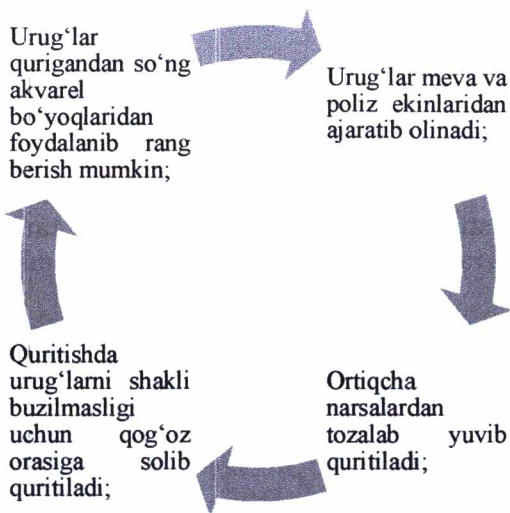 Urug‘lar
qurigandan so‘ng
akvarel
bo‘yoqlaridan
foydalanib rang
berish mumkin;
Urug‘lar meva va
poliz ekinlaridan
ajaratib olinadi;
Ortiqcha
narsalardan
tozalab yuvib
quritiladi;
Quritishda
urug‘larni shakli
buzilmasligi
uchun qog‘oz
orasiga solib
quritiladi;